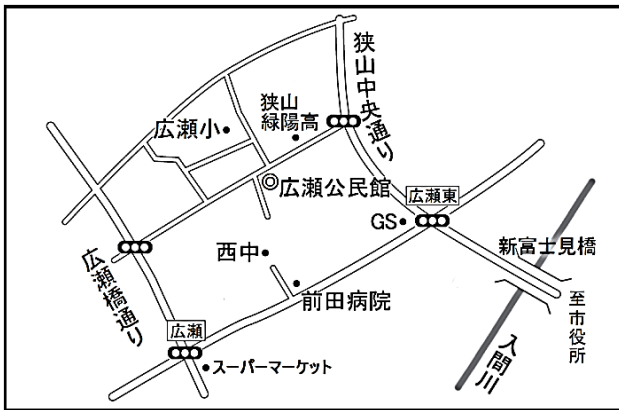 狭山中央通り
広瀬小
狭山
緑陽高
広瀬公民館
広瀬東
GS
新富士見橋
西中
広瀬橋通り
前田病院
至市役所
広瀬
入間川
スーパーマーケット